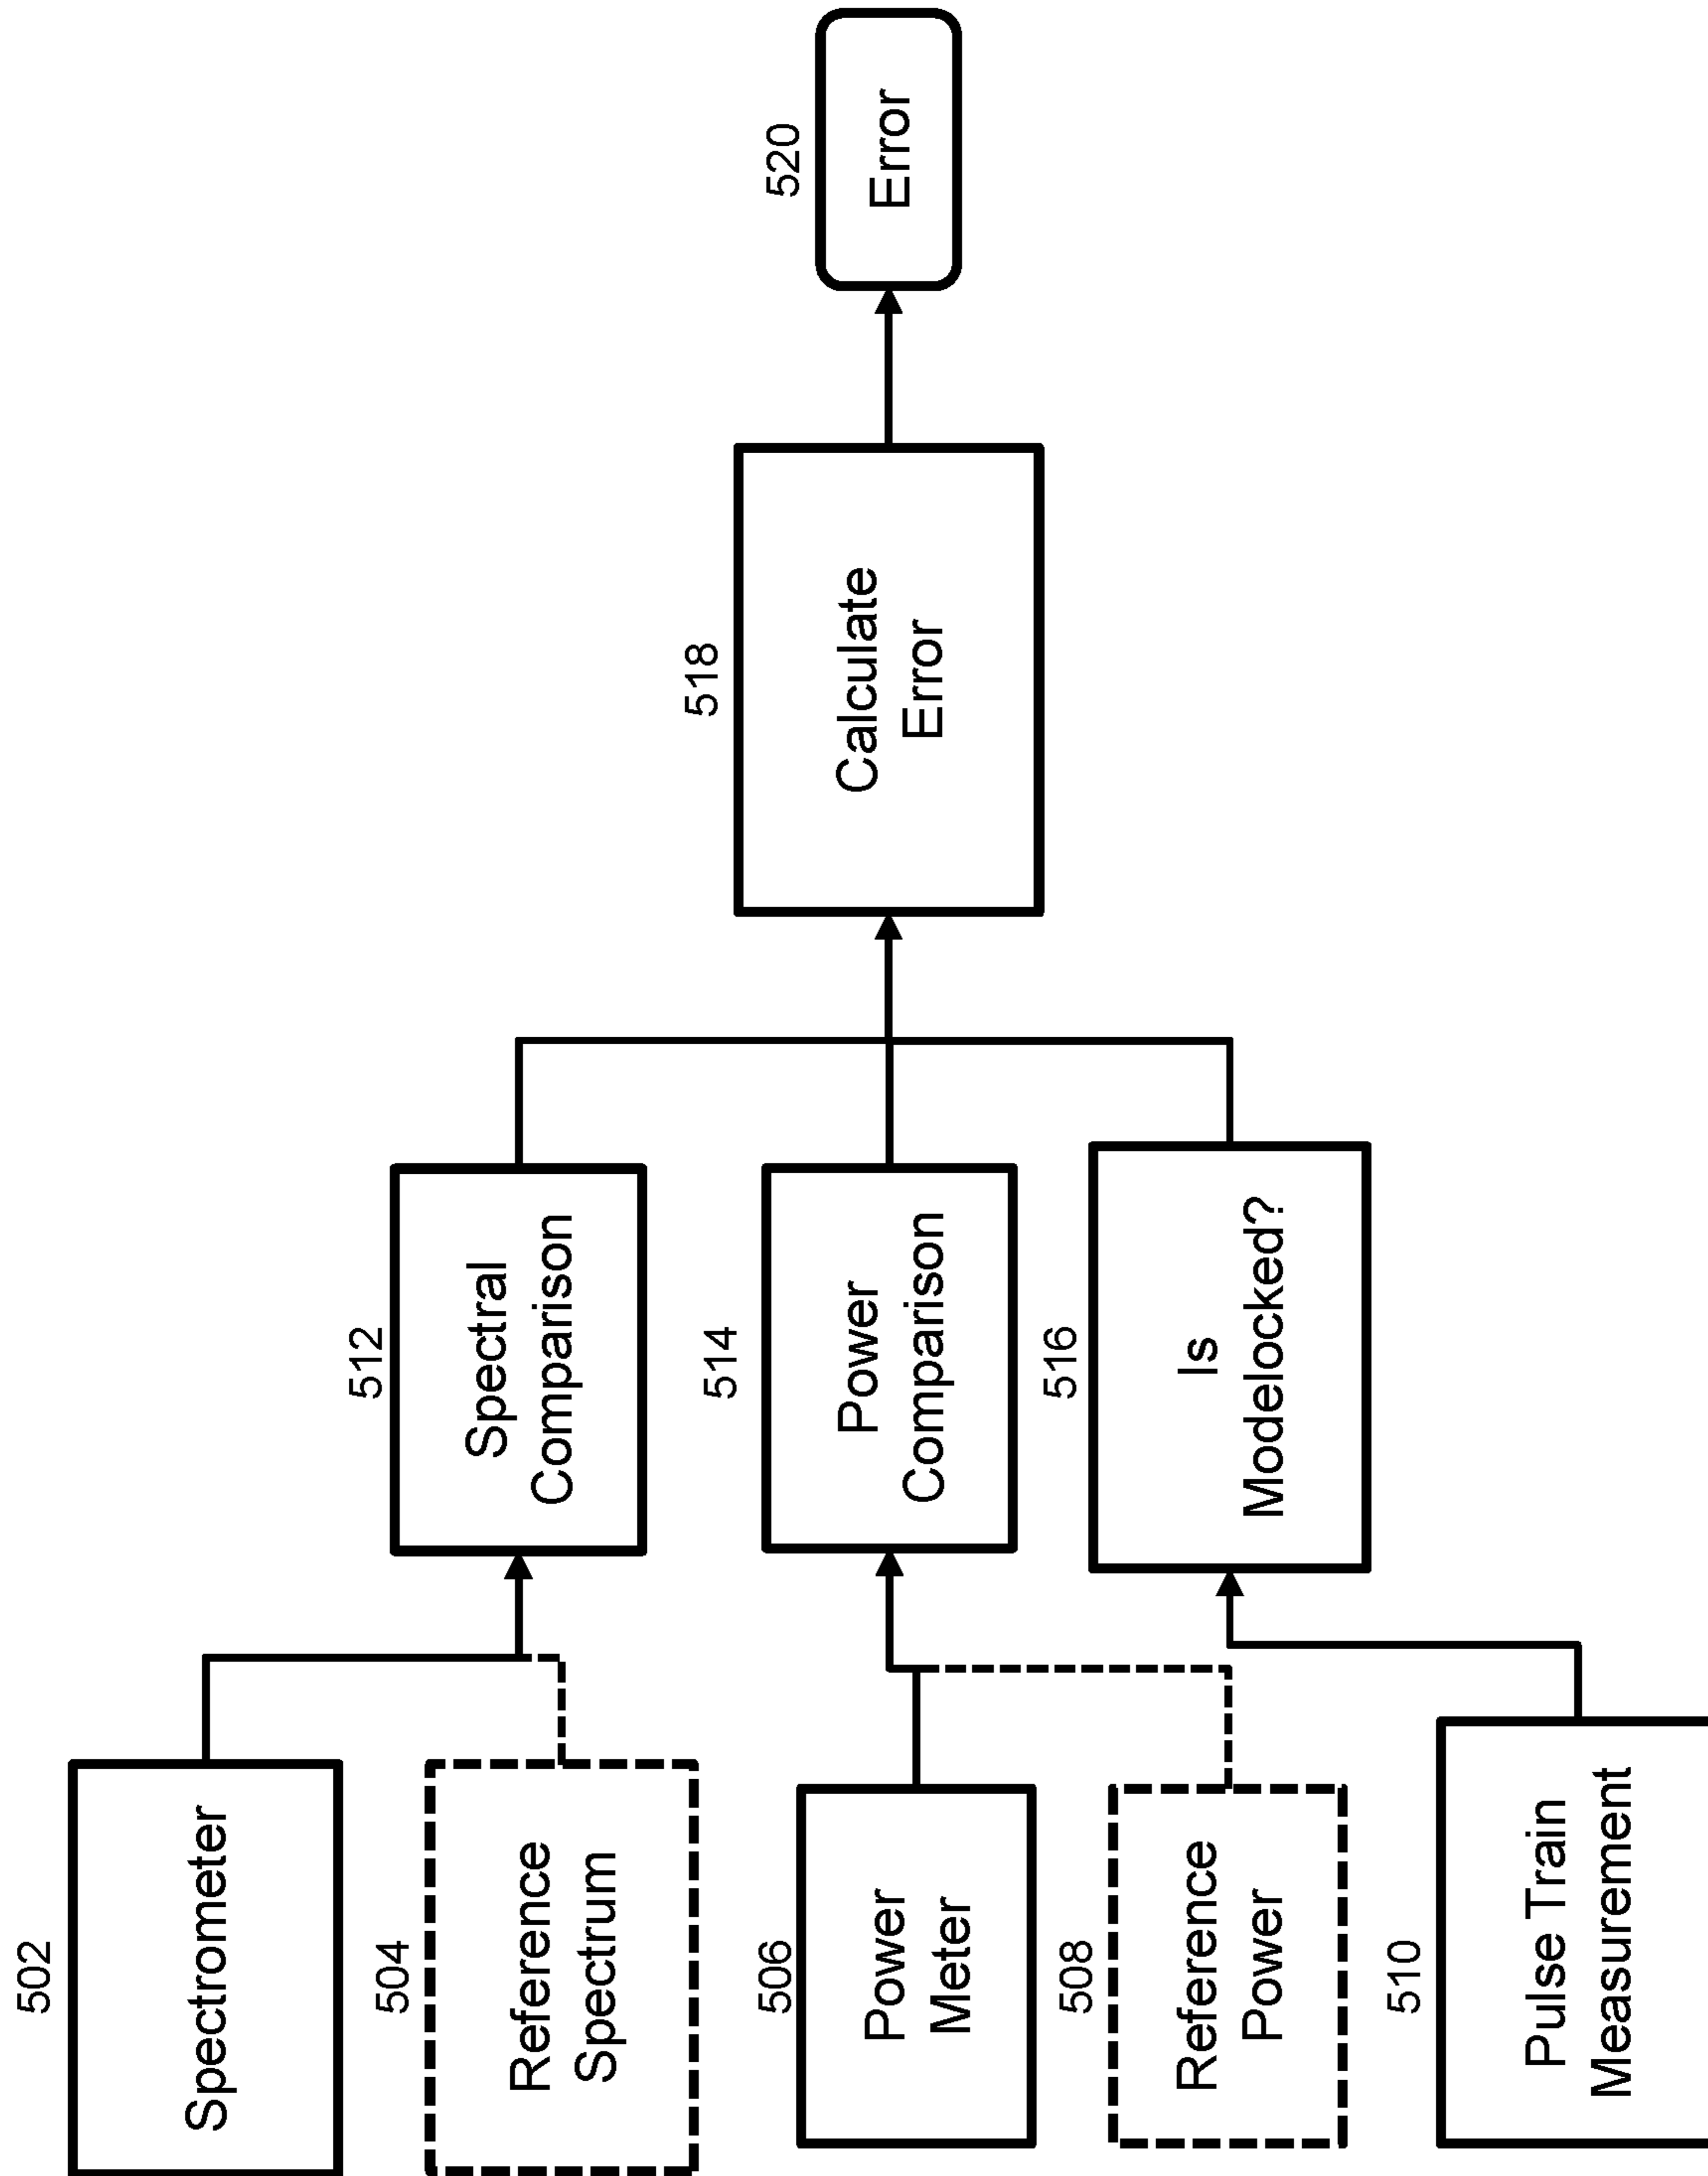 502
Spectrometer
504
Reference
Spectrum
506
Power
Meter
508
Reference
Power
510
Pulse Train
Measurement
512
Spectral
Comparison
514
Power
Comparison
516
Is
Modelocked?
518
Calculate
Error
520
Error